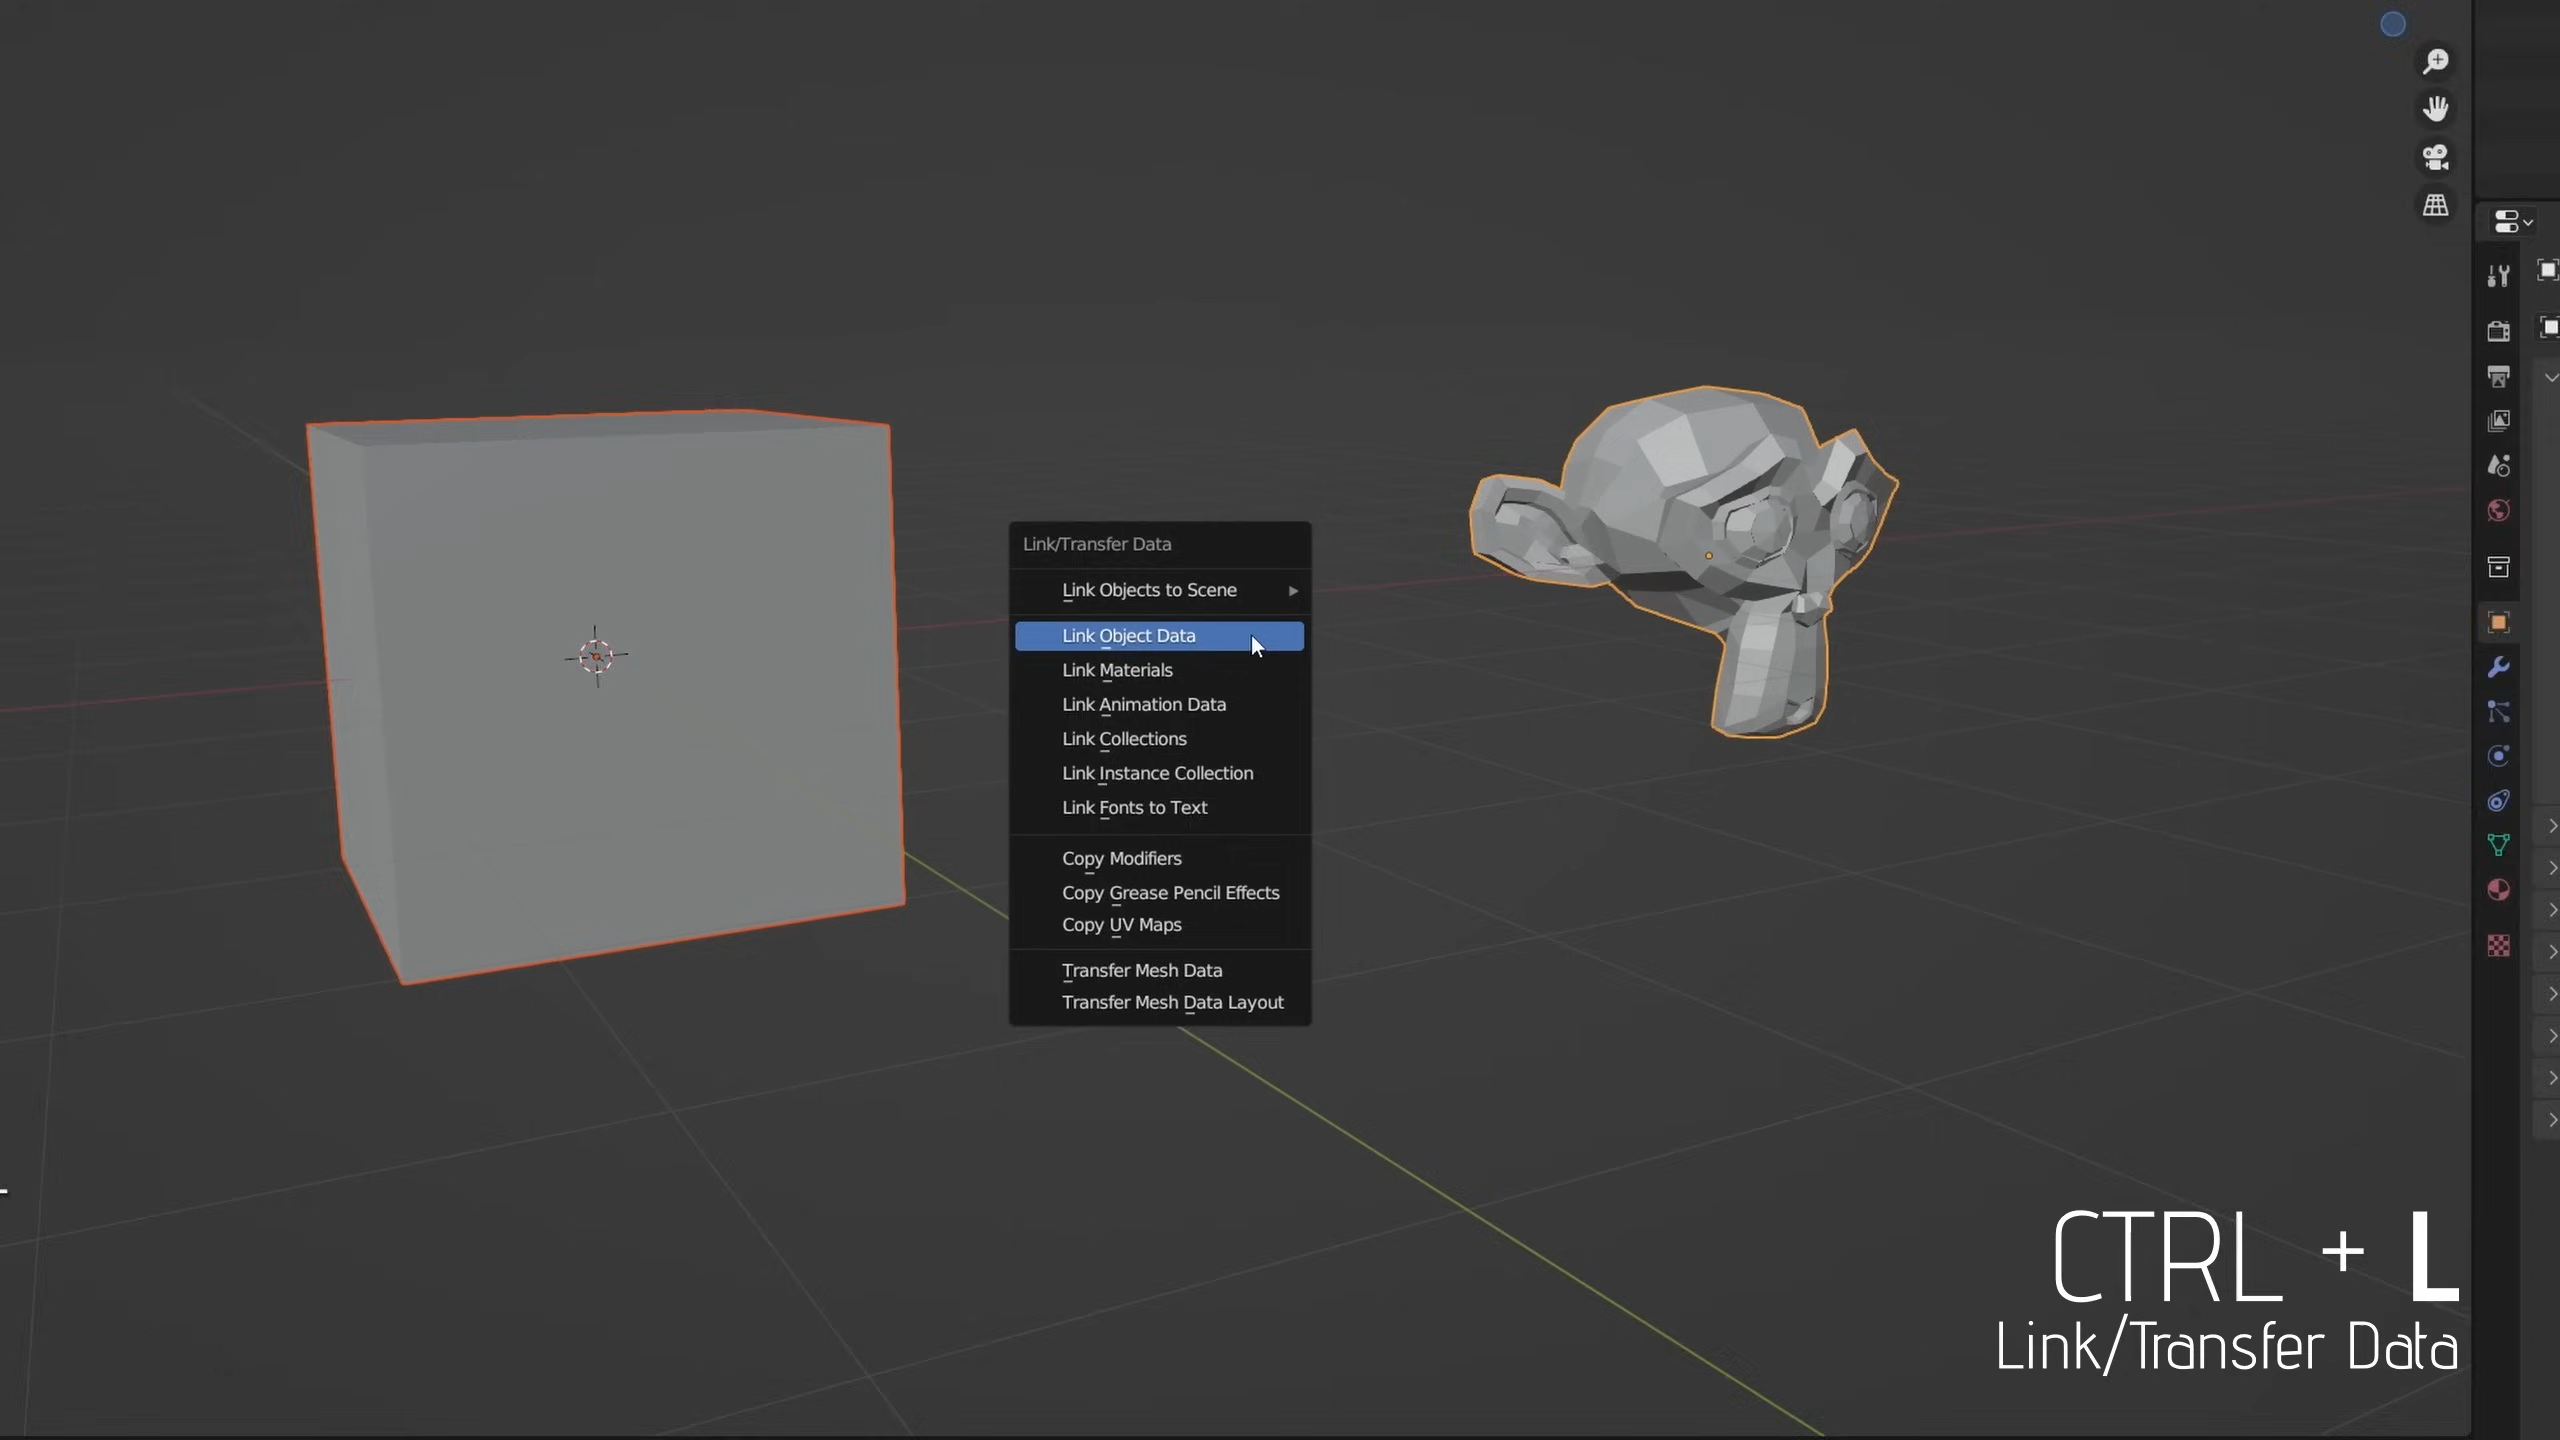 Link/Transfer Data
Link Objects to Scene
Link Object Data
Link Materials
Link Animation Data
Link Collections
Link Instance Collection
Link Fonts to Text
Copy Modifiers
Copy Grease Pencil Effects
Copy UV Maps
Transfer Mesh Data
Transfer Mesh Data Layout
CTRL + L
Link/Transfer Data